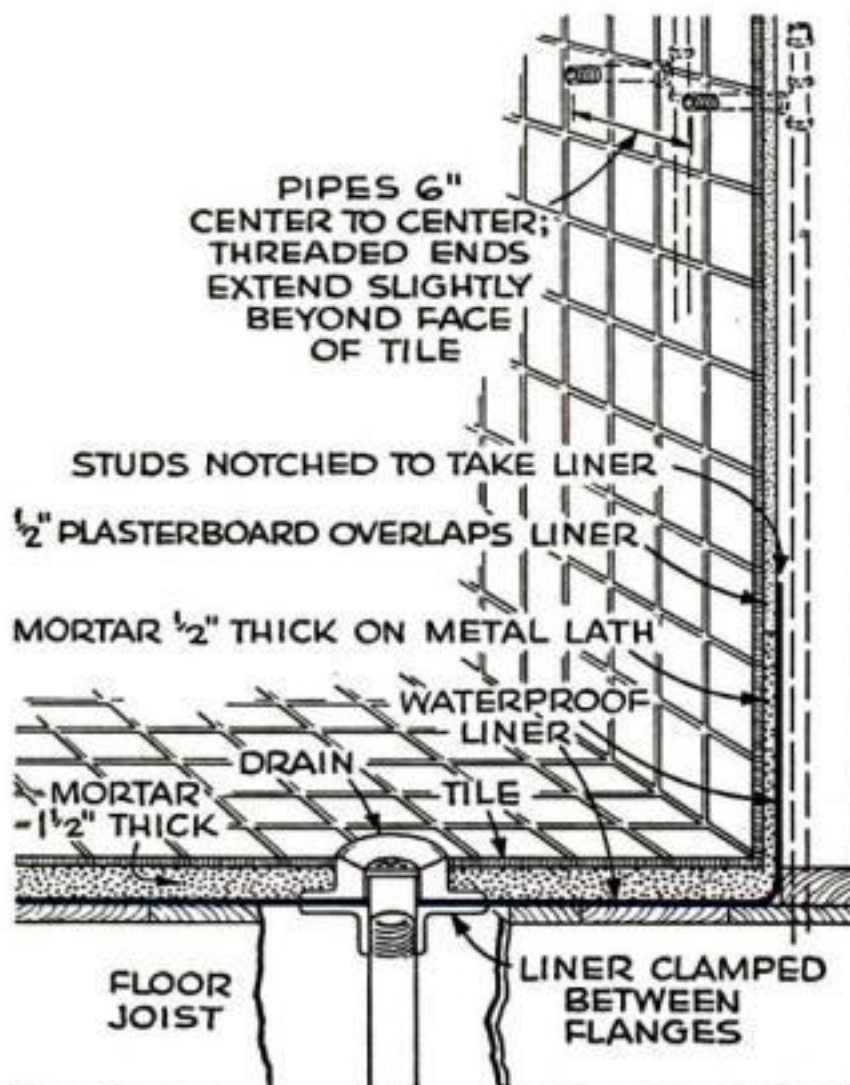 PIPES 6"
CENTER TO CENTER;
THREADED ENDS
EXTEND SLIGHTLY
BEYOND FACE
OF TILE
STUDS NOTCHED TO TAKE LINER
1/2" PLASTERBOARD OVERLAPS LINER
MORTAR 1/2" THICK ON METAL LATH
WATERPROOF
LINER
DRAIN
TILE
MORTAR
1 1/2" THICK
FLOOR
JOIST
LINER CLAMPED
BETWEEN
FLANGES